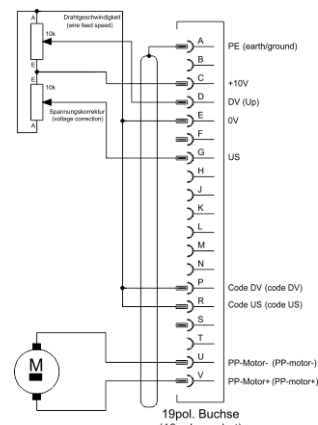 Drahtgeschwindigkeit
(wire feed speed)
A
10k
E
E
10k
Spannungskorrektur
(voltage correction)
A
A PE (earth/ground)
B
C +10V
D DV (Up)
E 0V
F
G US
H
J
K
L
M
N
P Code DV (code DV)
R Code US (code US)
S
T
U PP-Motor- (PP-motor-)
V PP-Motor+ (PP-motor+)
M
19pol. Buchse